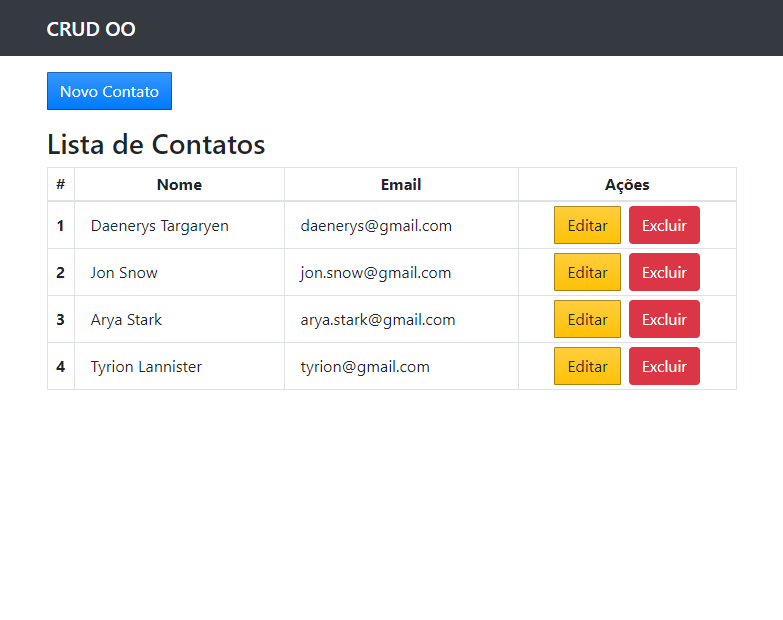 CRUD OO
Novo Contato
Lista de Contatos
# Nome Email Ações
1 Daenerys Targaryen daenerys@gmail.com Editar Excluir
2 Jon Snow jon.snow@gmail.com Editar Excluir
3 Arya Stark arya.stark@gmail.com Editar Excluir
4 Tyrion Lannister tyrion@gmail.com Editar Excluir